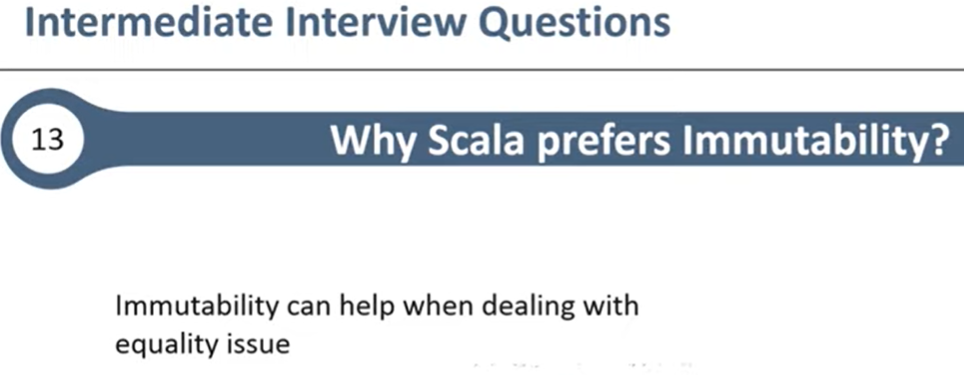 Intermediate Interview Questions
13
Why Scala prefers Immutability?
Immutability can help when dealing with
equality issue